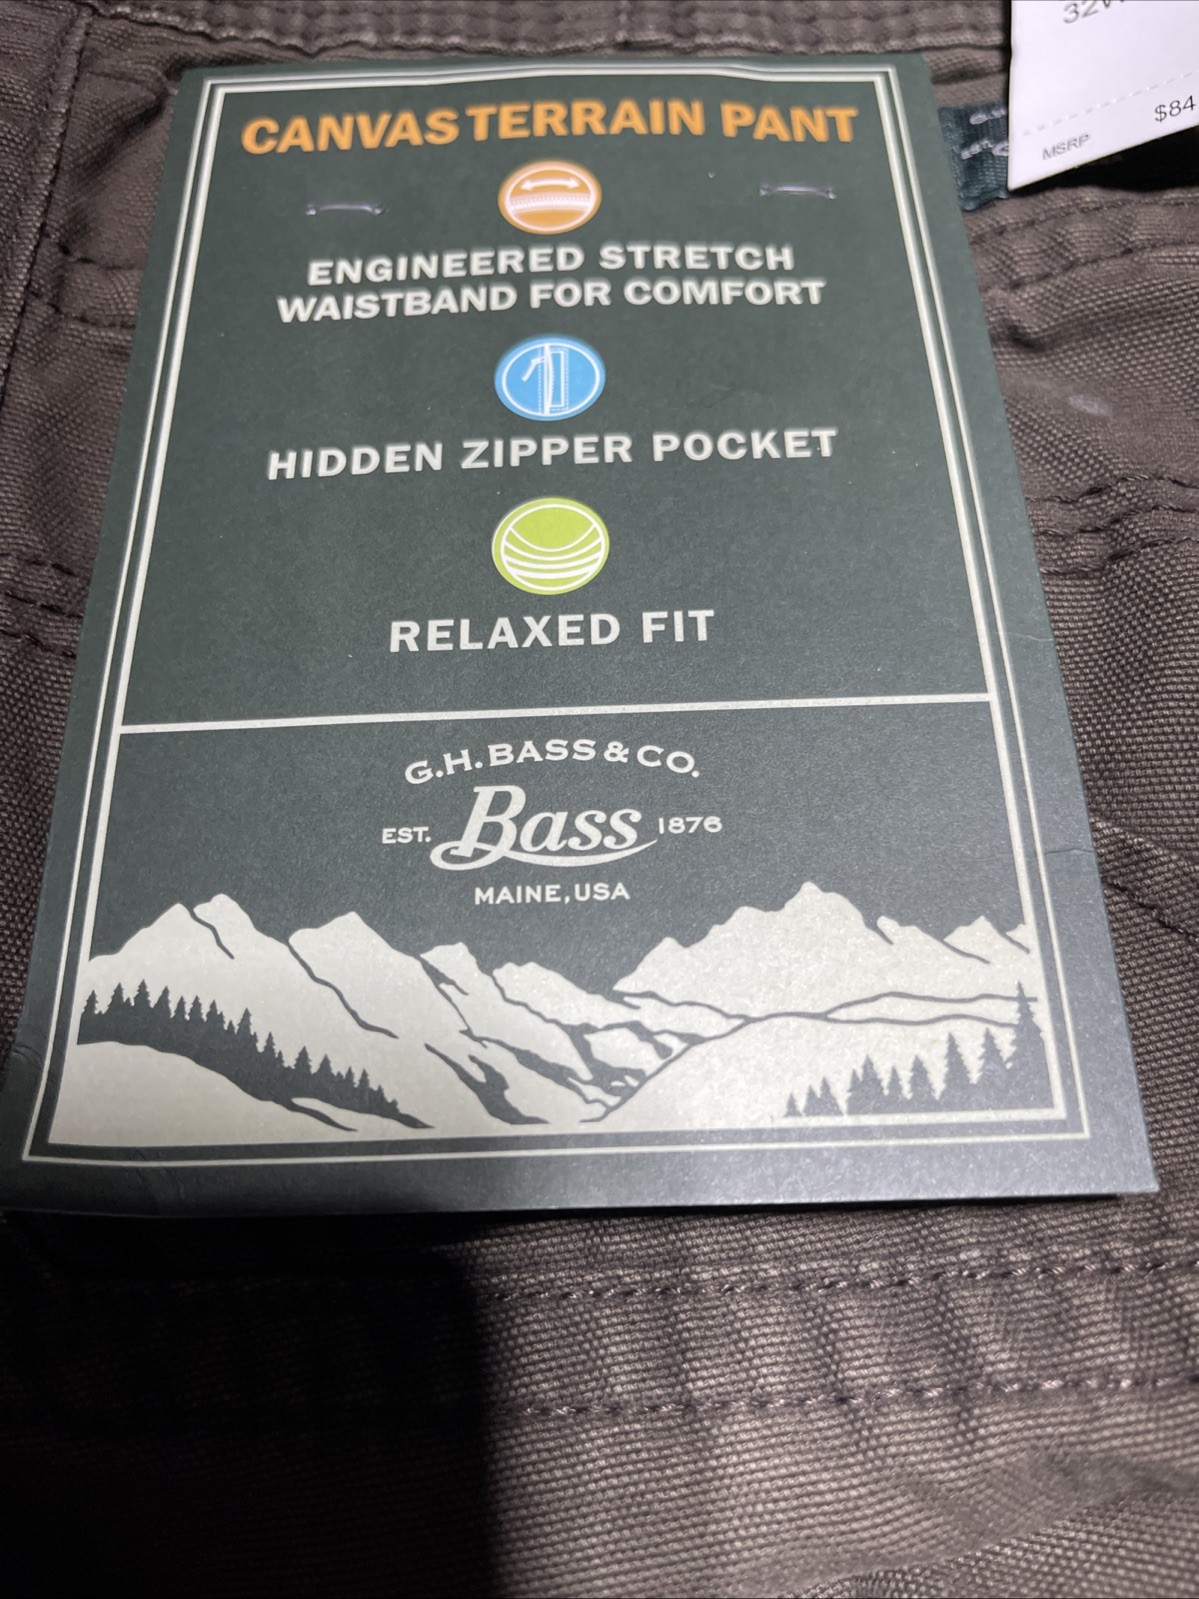 $84
MSRP
CANVAS TERRAIN PANT
ENGINEERED STRETCH
WAISTBAND FOR COMFORT
HIDDEN ZIPPER POCKET
RELAXED FIT
G.H. BASS & CO.
EST. Bass 1876
MAINE, USA